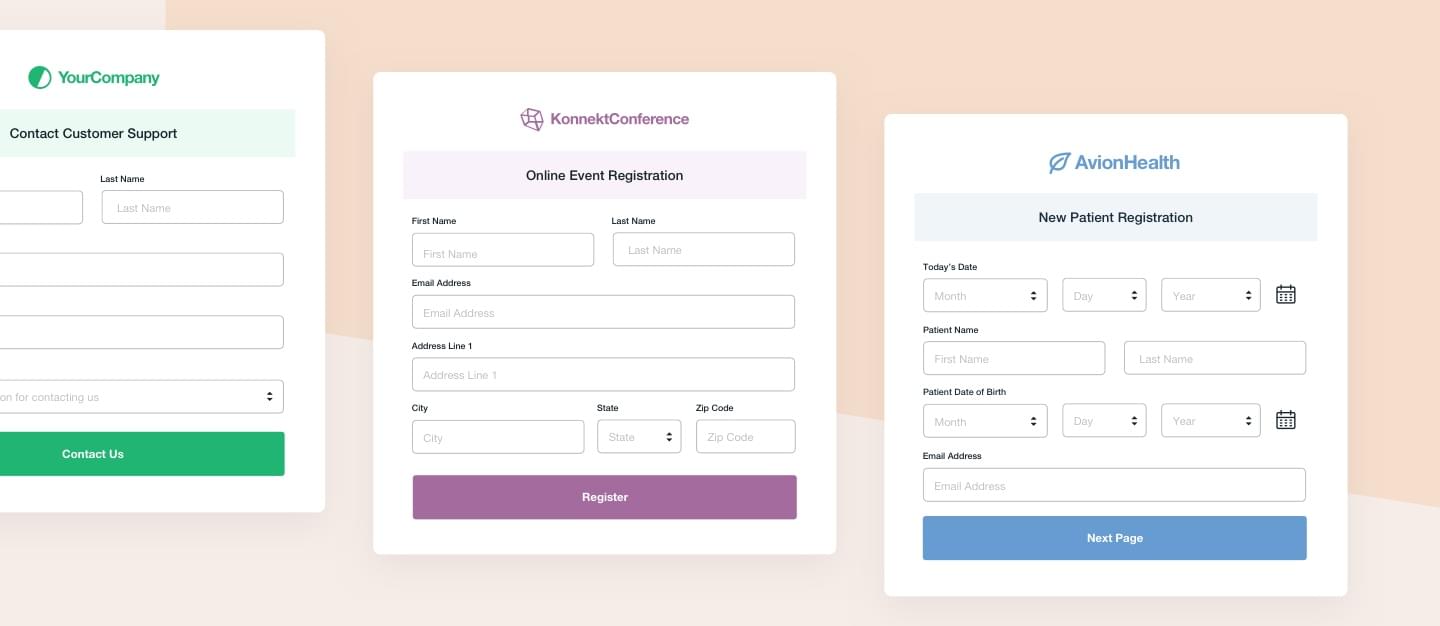 YourCompany
Contact Customer Support
Last Name
Last Name
on for contacting us
Contact Us
KonnektConference
Online Event Registration
First Name Last Name
First Name Last Name
Email Address
Email Address
Address Line 1
Address Line 1
City State Zip Code
City State Zip Code
Register
AvionHealth
New Patient Registration
Today's Date
Month Day Year
Patient Name
First Name Last Name
Patient Date of Birth
Month Day Year
Email Address
Email Address
Next Page